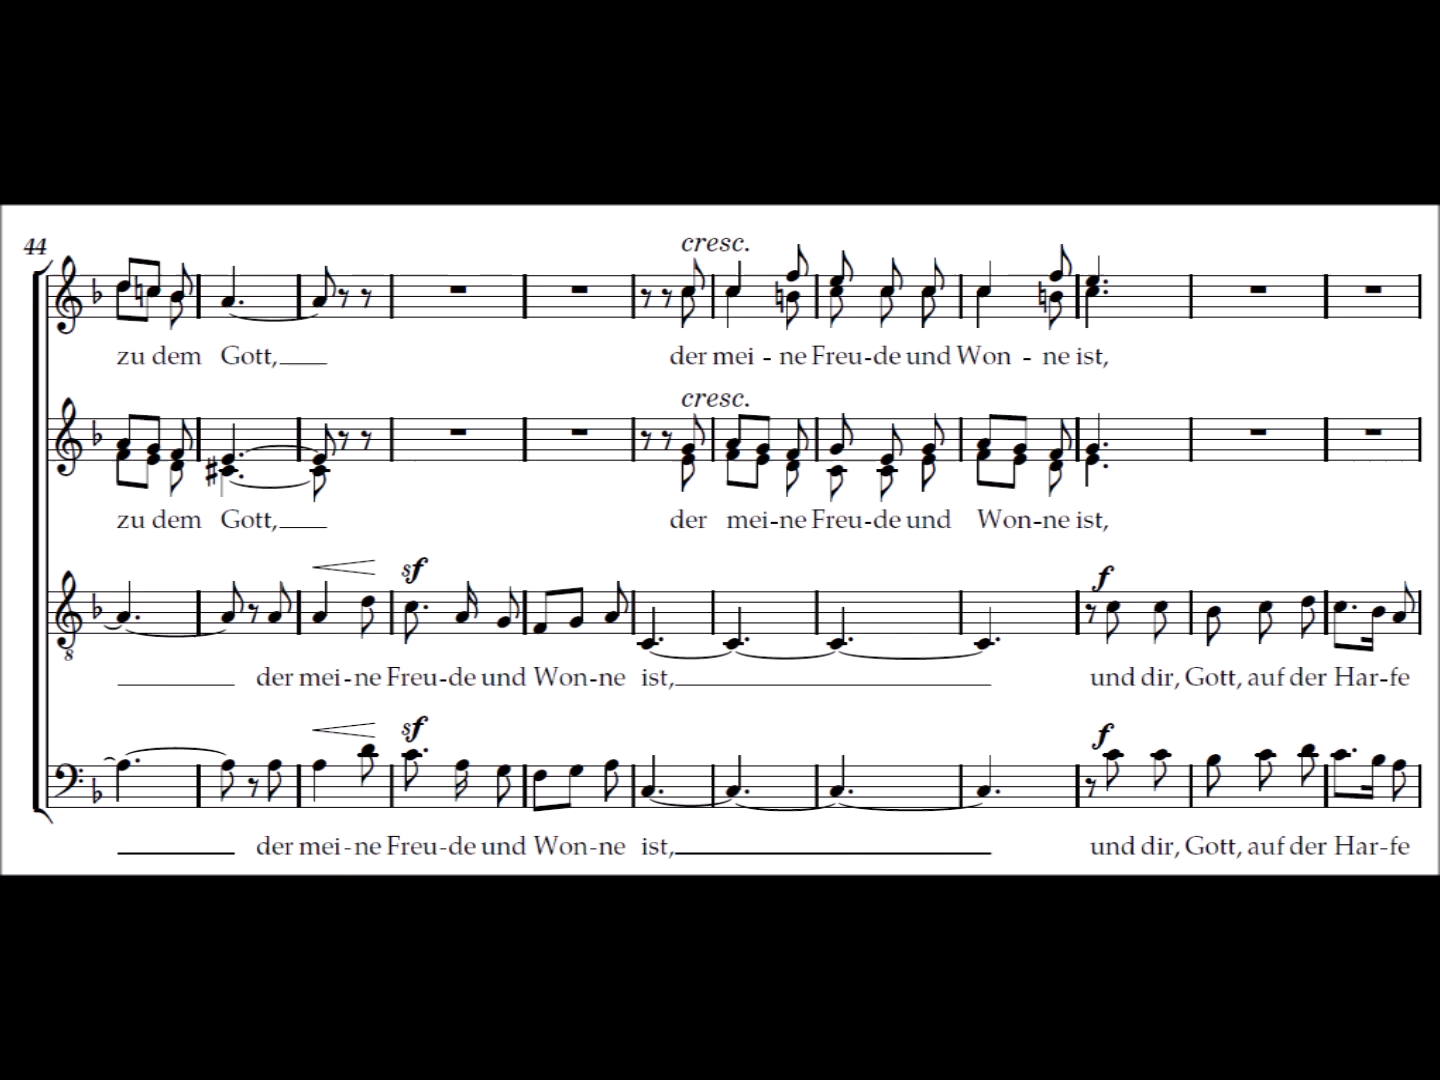 44
cresc.
zu dem Gott,___ der mei - ne Freu-de und Won - ne ist,
cresc.
zu dem Gott,___ der mei-ne Freu-de und Won-ne ist,
sf f
8
der mei-ne Freu-de und Won-ne ist, und dir, Gott, auf der Har-fe
sf f
der mei-ne Freu-de und Won-ne ist, und dir, Gott, auf der Har-fe